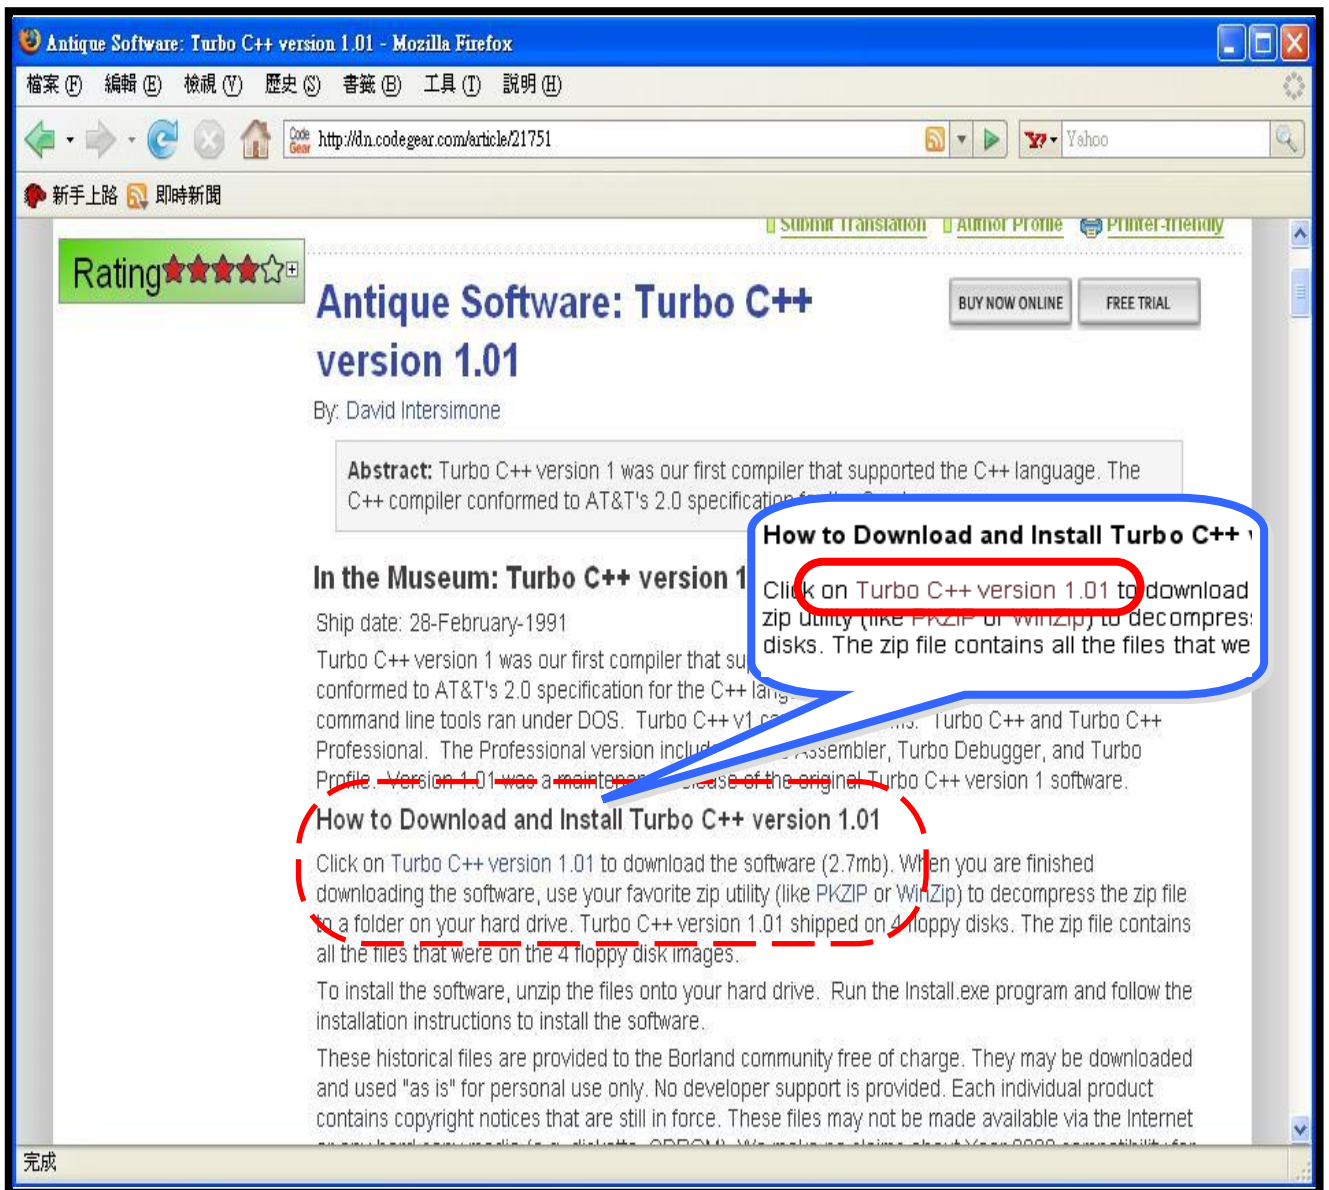 Antique Software: Turbo C++ version 1.01 - Mozilla Firefox
檔案(F) 編輯(E) 檢視(V) 歷史(S) 書籤(B) 工具(T) 說明(H)
Code Gear http://dn.codegear.com/article/21751 Yahoo
新手上路 即時新聞
Submit Translation Author Profile Printer-friendly
Rating
Antique Software: Turbo C++
version 1.01
BUY NOW ONLINE FREE TRIAL
By: David Intersimone
Abstract: Turbo C++ version 1 was our first compiler that supported the C++ language. The
C++ compiler conformed to AT&T's 2.0 specification
How to Download and Install Turbo C++
Click on Turbo C++ version 1.01 to download
zip utility (like PKZIP or WinZip) to decompres
disks. The zip file contains all the files that we
In the Museum: Turbo C++ version 1
Ship date: 28-February-1991
Turbo C++ version 1 was our first compiler that su
conformed to AT&T's 2.0 specification for the C++ lang
command line tools ran under DOS. Turbo C++ v1 Turbo C++ and Turbo C++
Professional. The Professional version includ Assembler, Turbo Debugger, and Turbo
Profile. Version 1.01 was a maintenan release of the original Turbo C++ version 1 software.
How to Download and Install Turbo C++ version 1.01
Click on Turbo C++ version 1.01 to download the software (2.7mb). When you are finished
downloading the software, use your favorite zip utility (like PKZIP or WinZip) to decompress the zip file
to a folder on your hard drive. Turbo C++ version 1.01 shipped on 4 floppy disks. The zip file contains
all the files that were on the 4 floppy disk images.
To install the software, unzip the files onto your hard drive. Run the Install.exe program and follow the
installation instructions to install the software.
These historical files are provided to the Borland community free of charge. They may be downloaded
and used "as is" for personal use only. No developer support is provided. Each individual product
contains copyright notices that are still in force. These files may not be made available via the Internet
完成